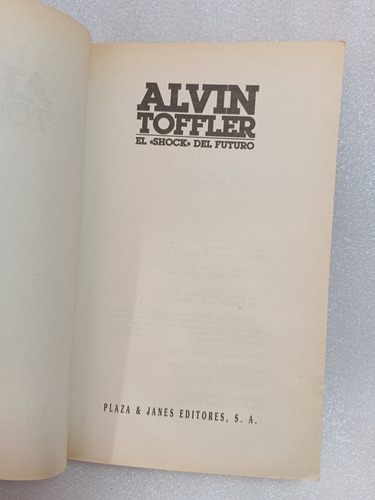 ALVIN
TOFFLER
EL «SHOCK» DEL FUTURO
PLAZA & JANES EDITORES, S. A.